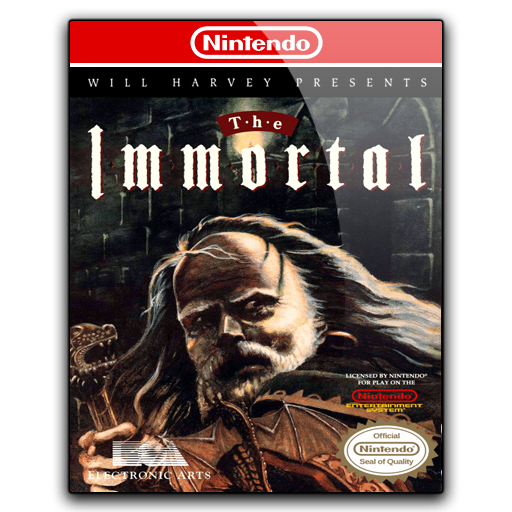 Nintendo
WILL HARVEY PRESENTS
T·h·e
Immortal
LICENSED BY NINTENDO®
FOR PLAY ON THE
Nintendo
ENTERTAINMENT
SYSTEM®
Official
Nintendo
Seal of Quality
EA
ELECTRONIC ARTS